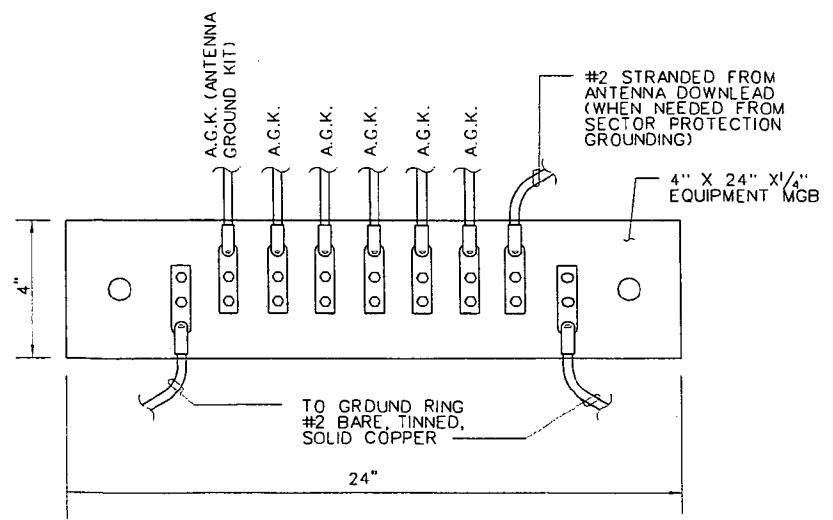 A.G.K. (ANTENNA
GROUND KIT)
A.G.K.
A.G.K.
A.G.K.
A.G.K.
A.G.K.
#2 STRANDED FROM
ANTENNA DOWNLEAD
(WHEN NEEDED FROM
SECTOR PROTECTION
GROUNDING)
4" X 24" X1/4"
EQUIPMENT MGB
4"
TO GRDUND RING
#2 BARE, TINNED,
SOLID COPPER
24"